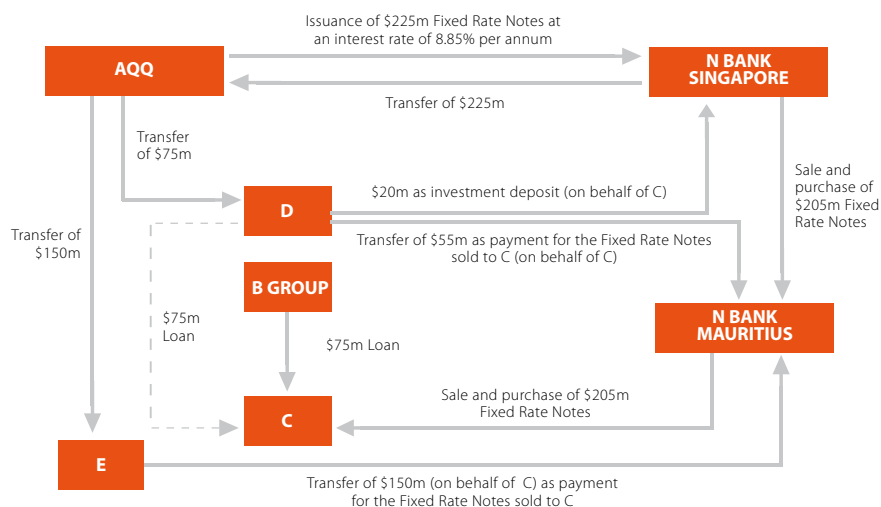 Issuance of $225m Fixed Rate Notes at
an interest rate of 8.85% per annum
AQQ
N BANK
SINGAPORE
Transfer of $225m
Transfer
of $75m
Sale and
purchase of
$205m Fixed
Rate Notes
$20m as investment deposit (on behalf of C)
D
Transfer of $55m as payment for the Fixed Rate Notes
sold to C (on behalf of C)
Transfer of
$150m
B GROUP
$75m
Loan
N BANK
MAURITIUS
$75m Loan
Sale and purchase of $205m
Fixed Rate Notes
C
E
Transfer of $150m (on behalf of C) as payment
for the Fixed Rate Notes sold to C